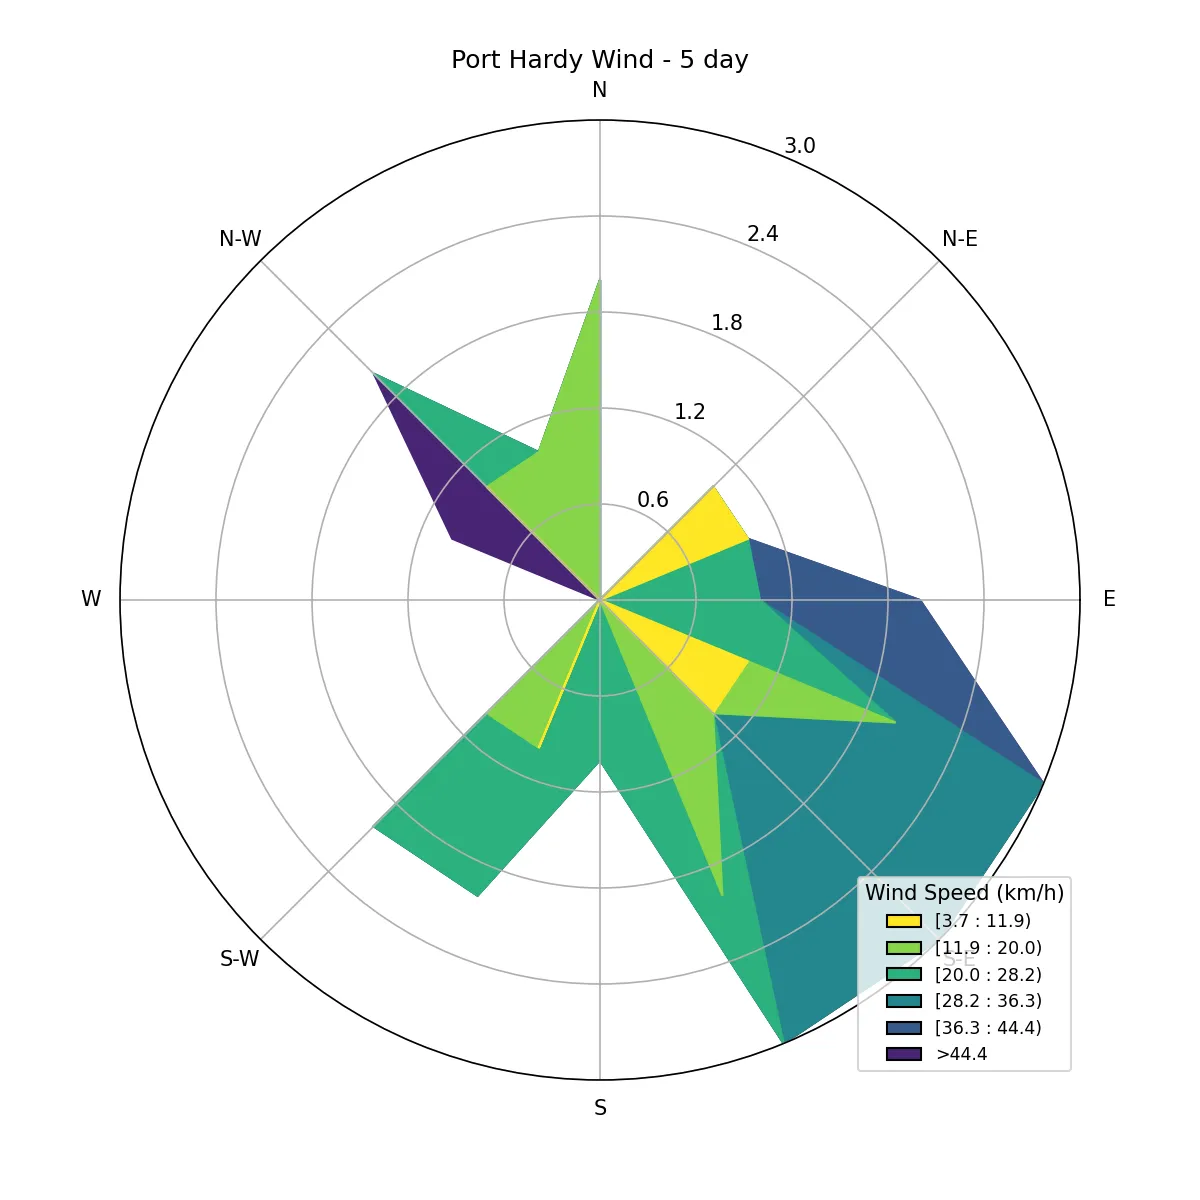 Port Hardy Wind - 5 day
N
3.0
N-W
2.4
N-E
1.8
1.2
0.6
W
E
Wind Speed (km/h)
[3.7 : 11.9)
[11.9 : 20.0)
[20.0 : 28.2)
[28.2 : 36.3)
[36.3 : 44.4)
>44.4
S-W
S-E
S